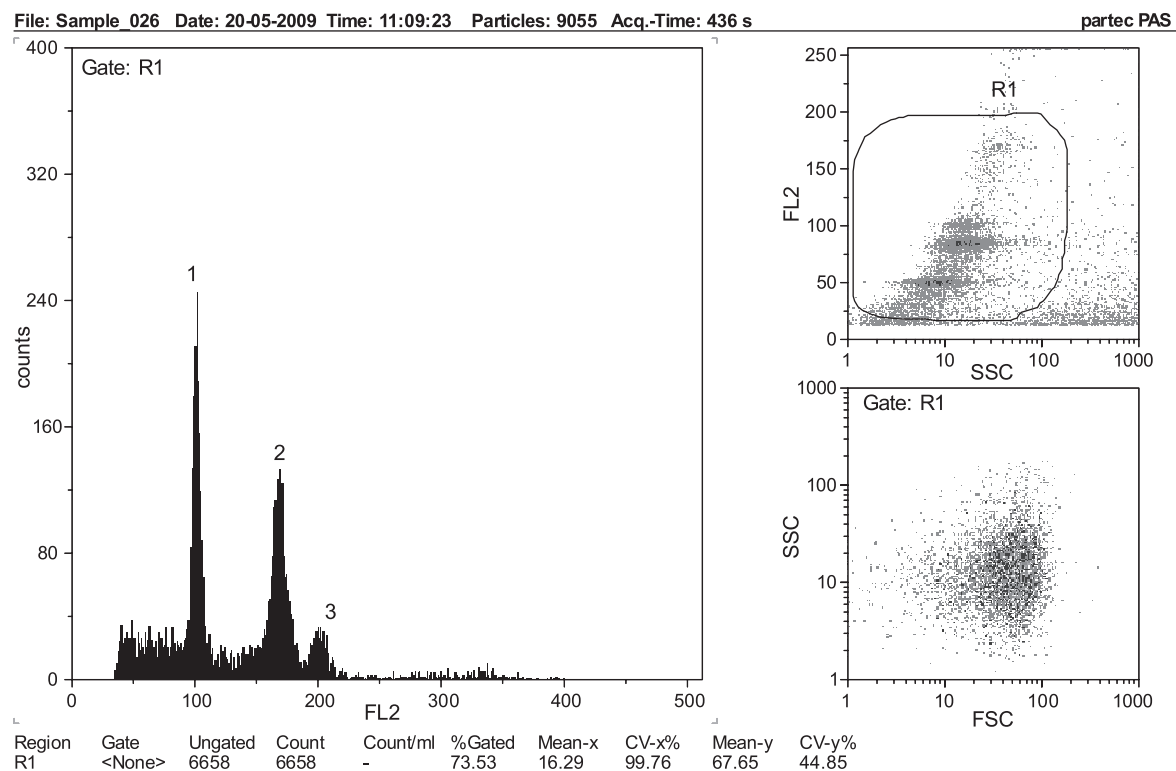 File: Sample_026 Date: 20-05-2009 Time: 11:09:23 Particles: 9055 Acq.-Time: 436 s partec PAS
Gate: R1
400
320
240
160
80
0
counts
1
2
3
0 100 200 300 400 500
FL2
R1
250
200
150
100
50
0
FL2
1 10 100 1000
SSC
Gate: R1
1000
100
10
1
SSC
1 10 100 1000
FSC
Region Gate Ungated Count Count/ml %Gated Mean-x CV-x% Mean-y CV-y%
R1 <None> 6658 6658 - 73.53 16.29 99.76 67.65 44.85